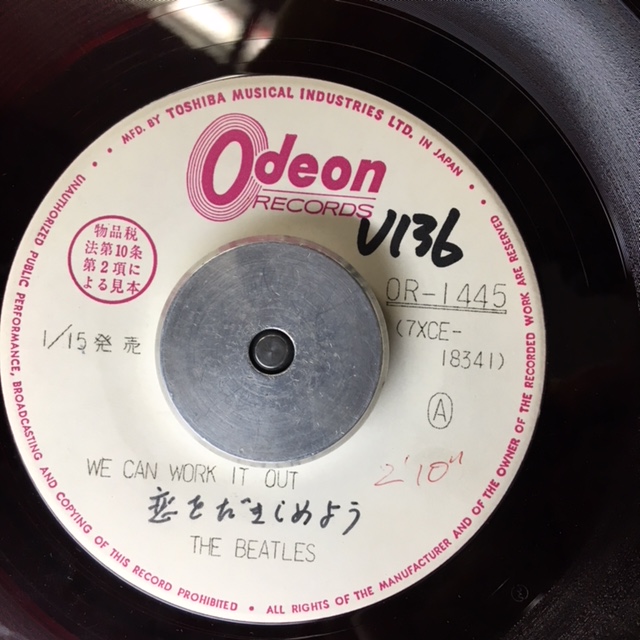 • MFD. BY TOSHIBA MUSICAL INDUSTRIES LTD. IN JAPAN •
Odeon
RECORDS
V136
物品税
法第10条
第2項に
よる見本
OR-1445
(7XCE-
18341)
1/15発売
Ⓐ
WE CAN WORK IT OUT
2'10"
恋をだきしめよう
THE BEATLES
UNAUTHORIZED PUBLIC PERFORMANCE, BROADCASTING AND COPYING OF THIS RECORD PROHIBITED • ALL RIGHTS OF THE MANUFACTURER AND OF THE OWNER OF THE RECORDED WORK ARE RESERVED